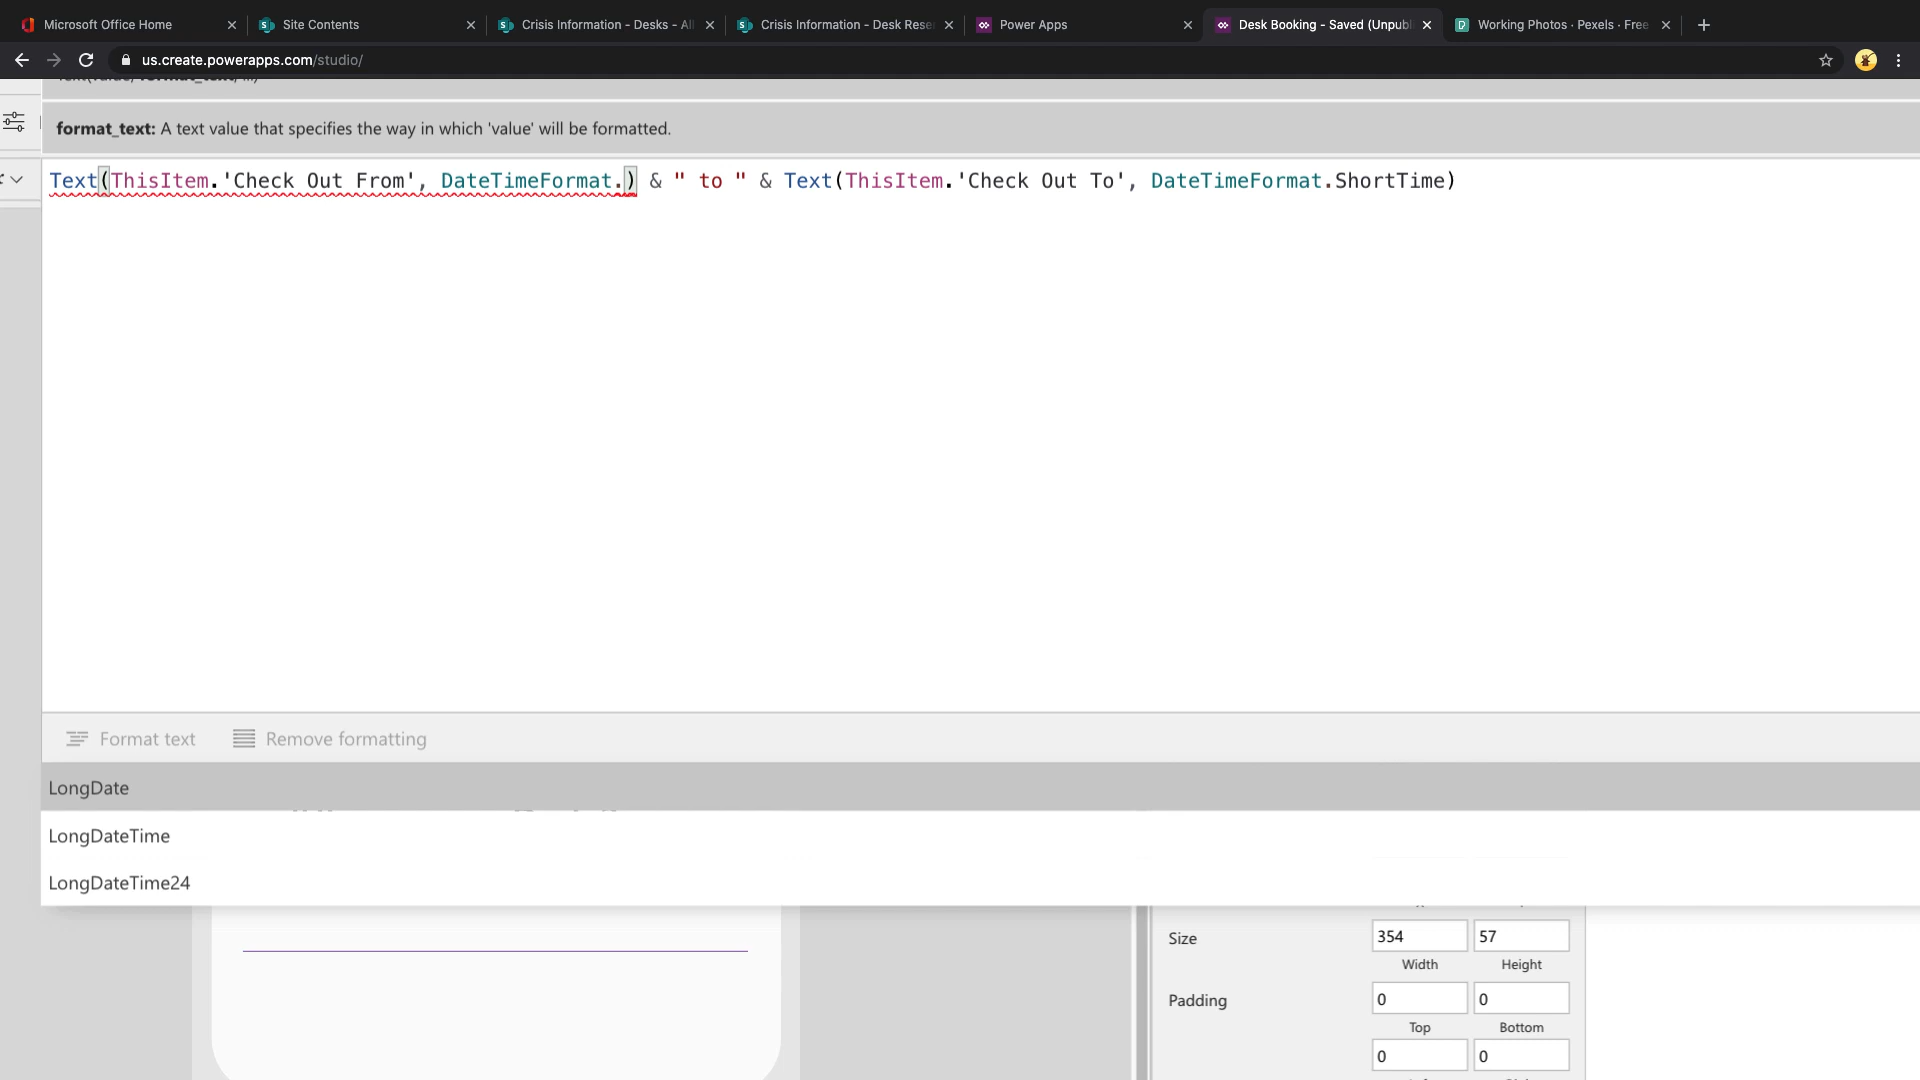 Microsoft Office Home
Site Contents
Crisis Information - Desks - Al
Crisis Information - Desk Rese
Power Apps
Desk Booking - Saved (Unpubl
Working Photos · Pexels · Free
us.create.powerapps.com/studio/
format_text: A text value that specifies the way in which 'value' will be formatted.
Text(ThisItem.'Check Out From', DateTimeFormat.) & " to " & Text(ThisItem.'Check Out To', DateTimeFormat.ShortTime)
Format text
Remove formatting
LongDate
LongDateTime
LongDateTime24
Size
354
57
Width
Height
Padding
0
0
Top
Bottom
0
0